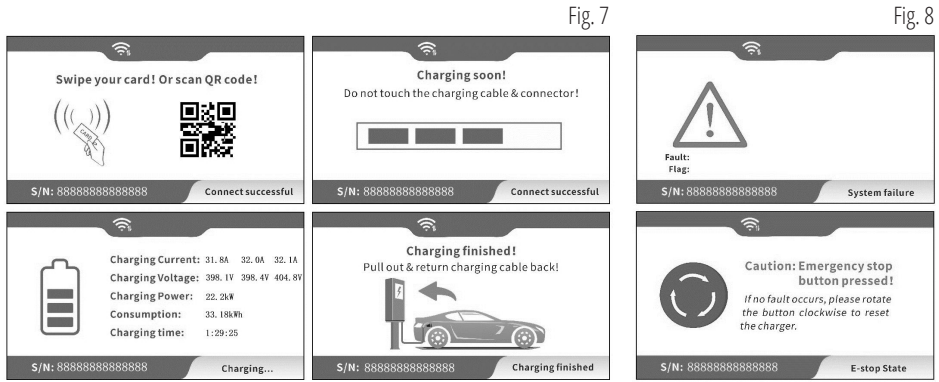 Fig. 7
Swipe your card! Or scan QR code!
CARD
S/N: 88888888888888
Connect successful
Charging soon!
Do not touch the charging cable & connector!
S/N: 88888888888888
Connect successful
Charging Current: 31.8A 32.0A 32.1A
Charging Voltage: 398.1V 398.4V 404.8V
Charging Power: 22.2kW
Consumption: 33.18kWh
Charging time: 1:29:25
S/N: 88888888888888
Charging...
Charging finished!
Pull out & return charging cable back!
S/N: 88888888888888
Charging finished
Fig. 8
Fault:
Flag:
S/N: 88888888888888
System failure
Caution: Emergency stop
button pressed!
If no fault occurs, please rotate
the button clockwise to reset
the charger.
S/N: 88888888888888
E-stop State